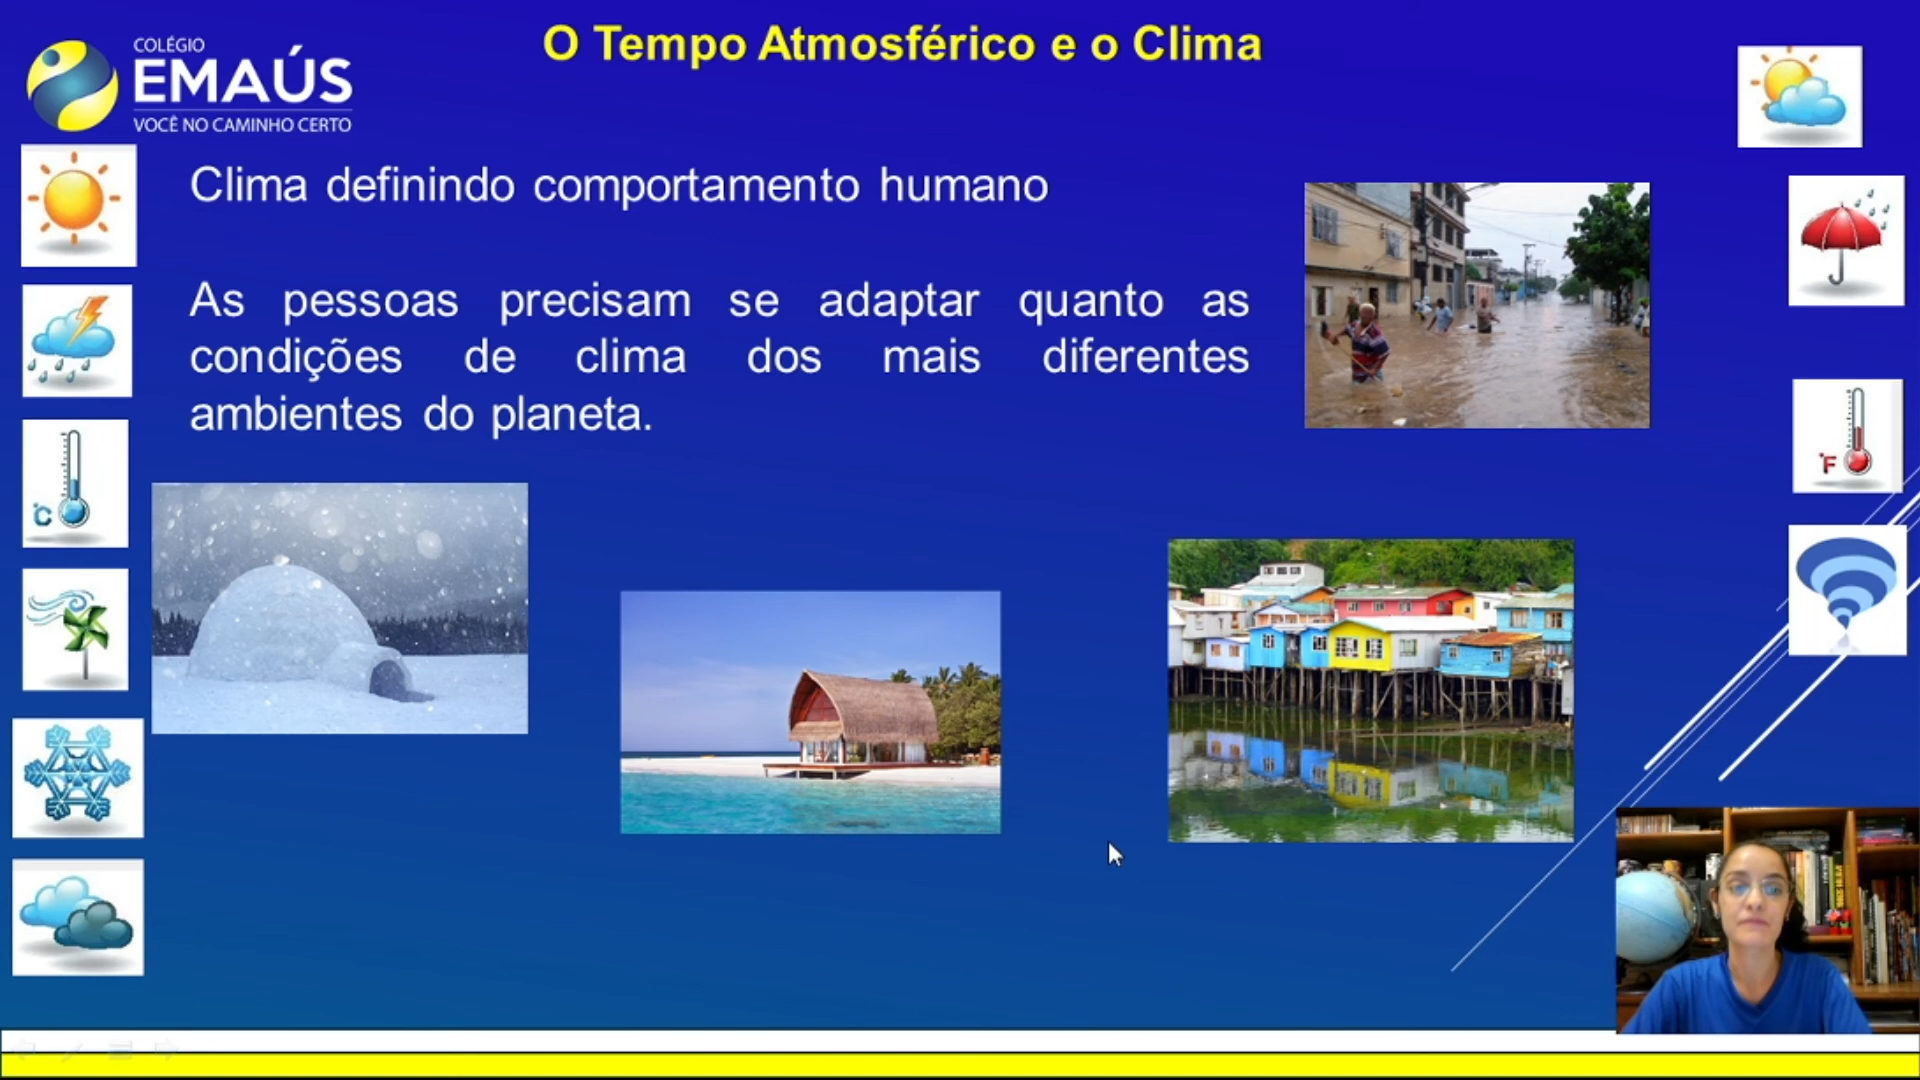 O Tempo Atmosférico e o Clima
COLÉGIO
EMAÚS
VOCÊ NO CAMINHO CERTO
Clima definindo comportamento humano
As pessoas precisam se adaptar quanto as
condições de clima dos mais diferentes
ambientes do planeta.
°C
°F